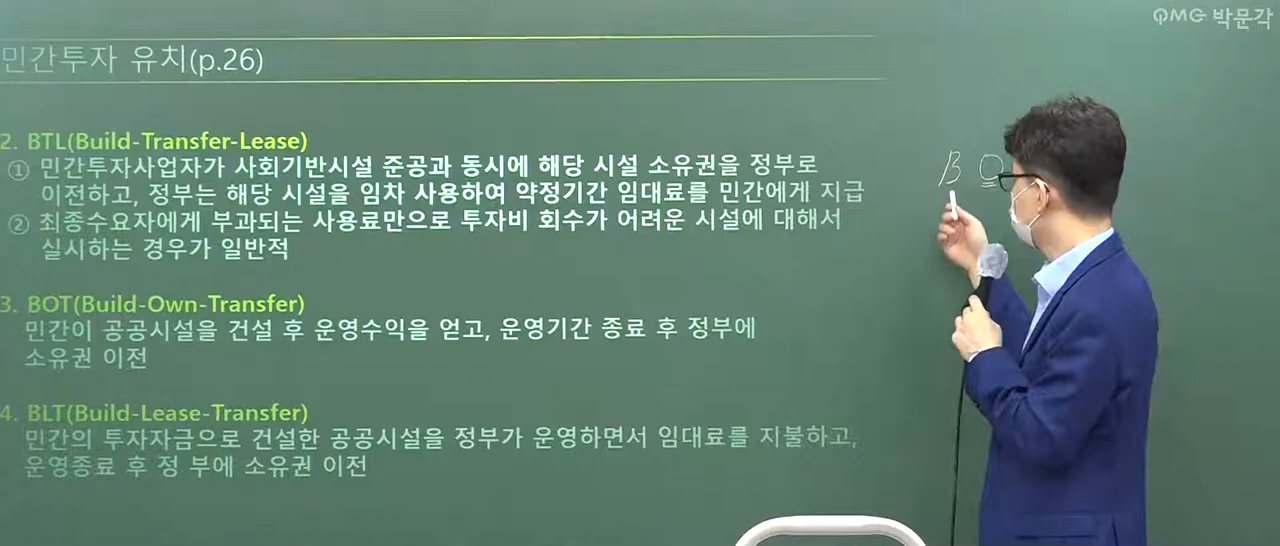 PMG 박문각
민간투자 유치(p.26)
2. BTL(Build-Transfer-Lease)
① 민간투자사업자가 사회기반시설 준공과 동시에 해당 시설 소유권을 정부로
이전하고, 정부는 해당 시설을 임차 사용하여 약정기간 임대료를 민간에게 지급
② 최종수요자에게 부과되는 사용료만으로 투자비 회수가 어려운 시설에 대해서
실시하는 경우가 일반적
3. BOT(Build-Own-Transfer)
민간이 공공시설을 건설 후 운영수익을 얻고, 운영기간 종료 후 정부에
소유권 이전
4. BLT(Build-Lease-Transfer)
민간의 투자자금으로 건설한 공공시설을 정부가 운영하면서 임대료를 지불하고,
운영종료 후 정 부에 소유권 이전
B O